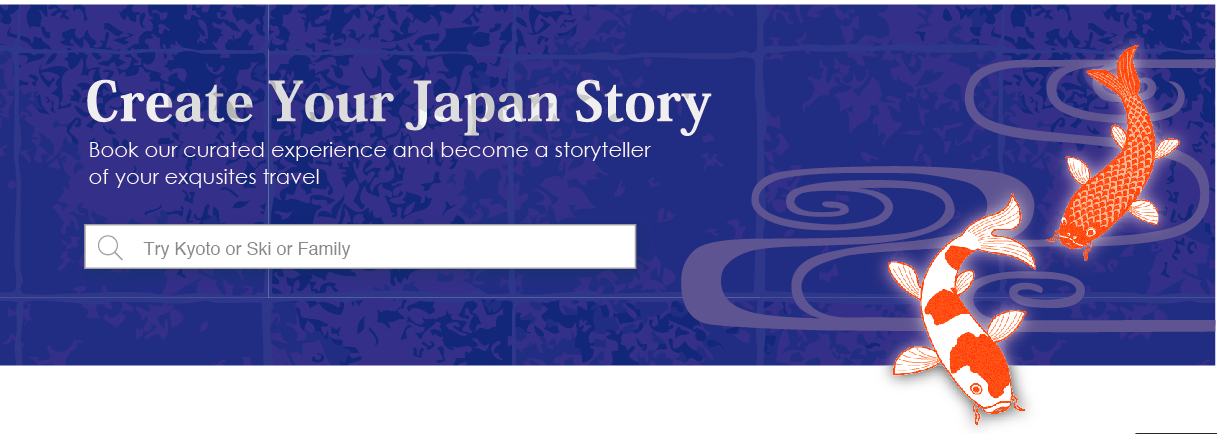 Create Your Japan Story
Book our curated experience and become a storyteller
of your exqusites travel
Try Kyoto or Ski or Family